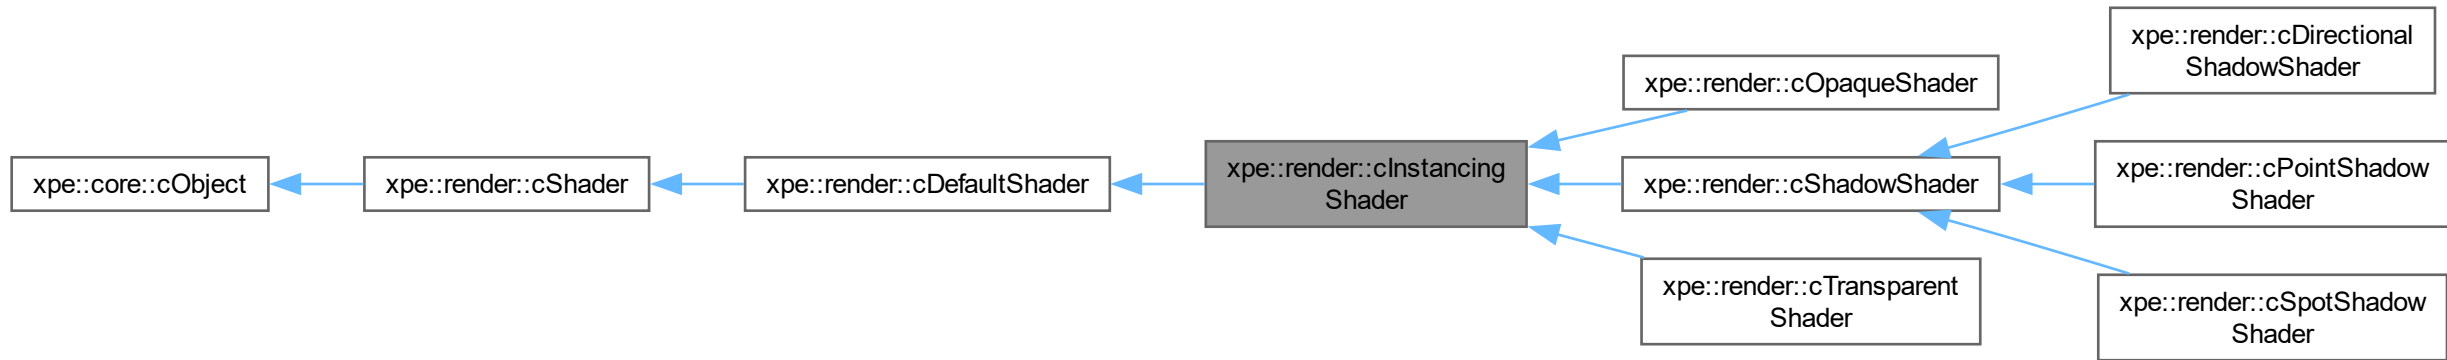 xpe::core::cObject
xpe::render::cShader
xpe::render::cDefaultShader
xpe::render::cInstancing
Shader
xpe::render::cOpaqueShader
xpe::render::cShadowShader
xpe::render::cTransparent
Shader
xpe::render::cDirectional
ShadowShader
xpe::render::cPointShadow
Shader
xpe::render::cSpotShadow
Shader